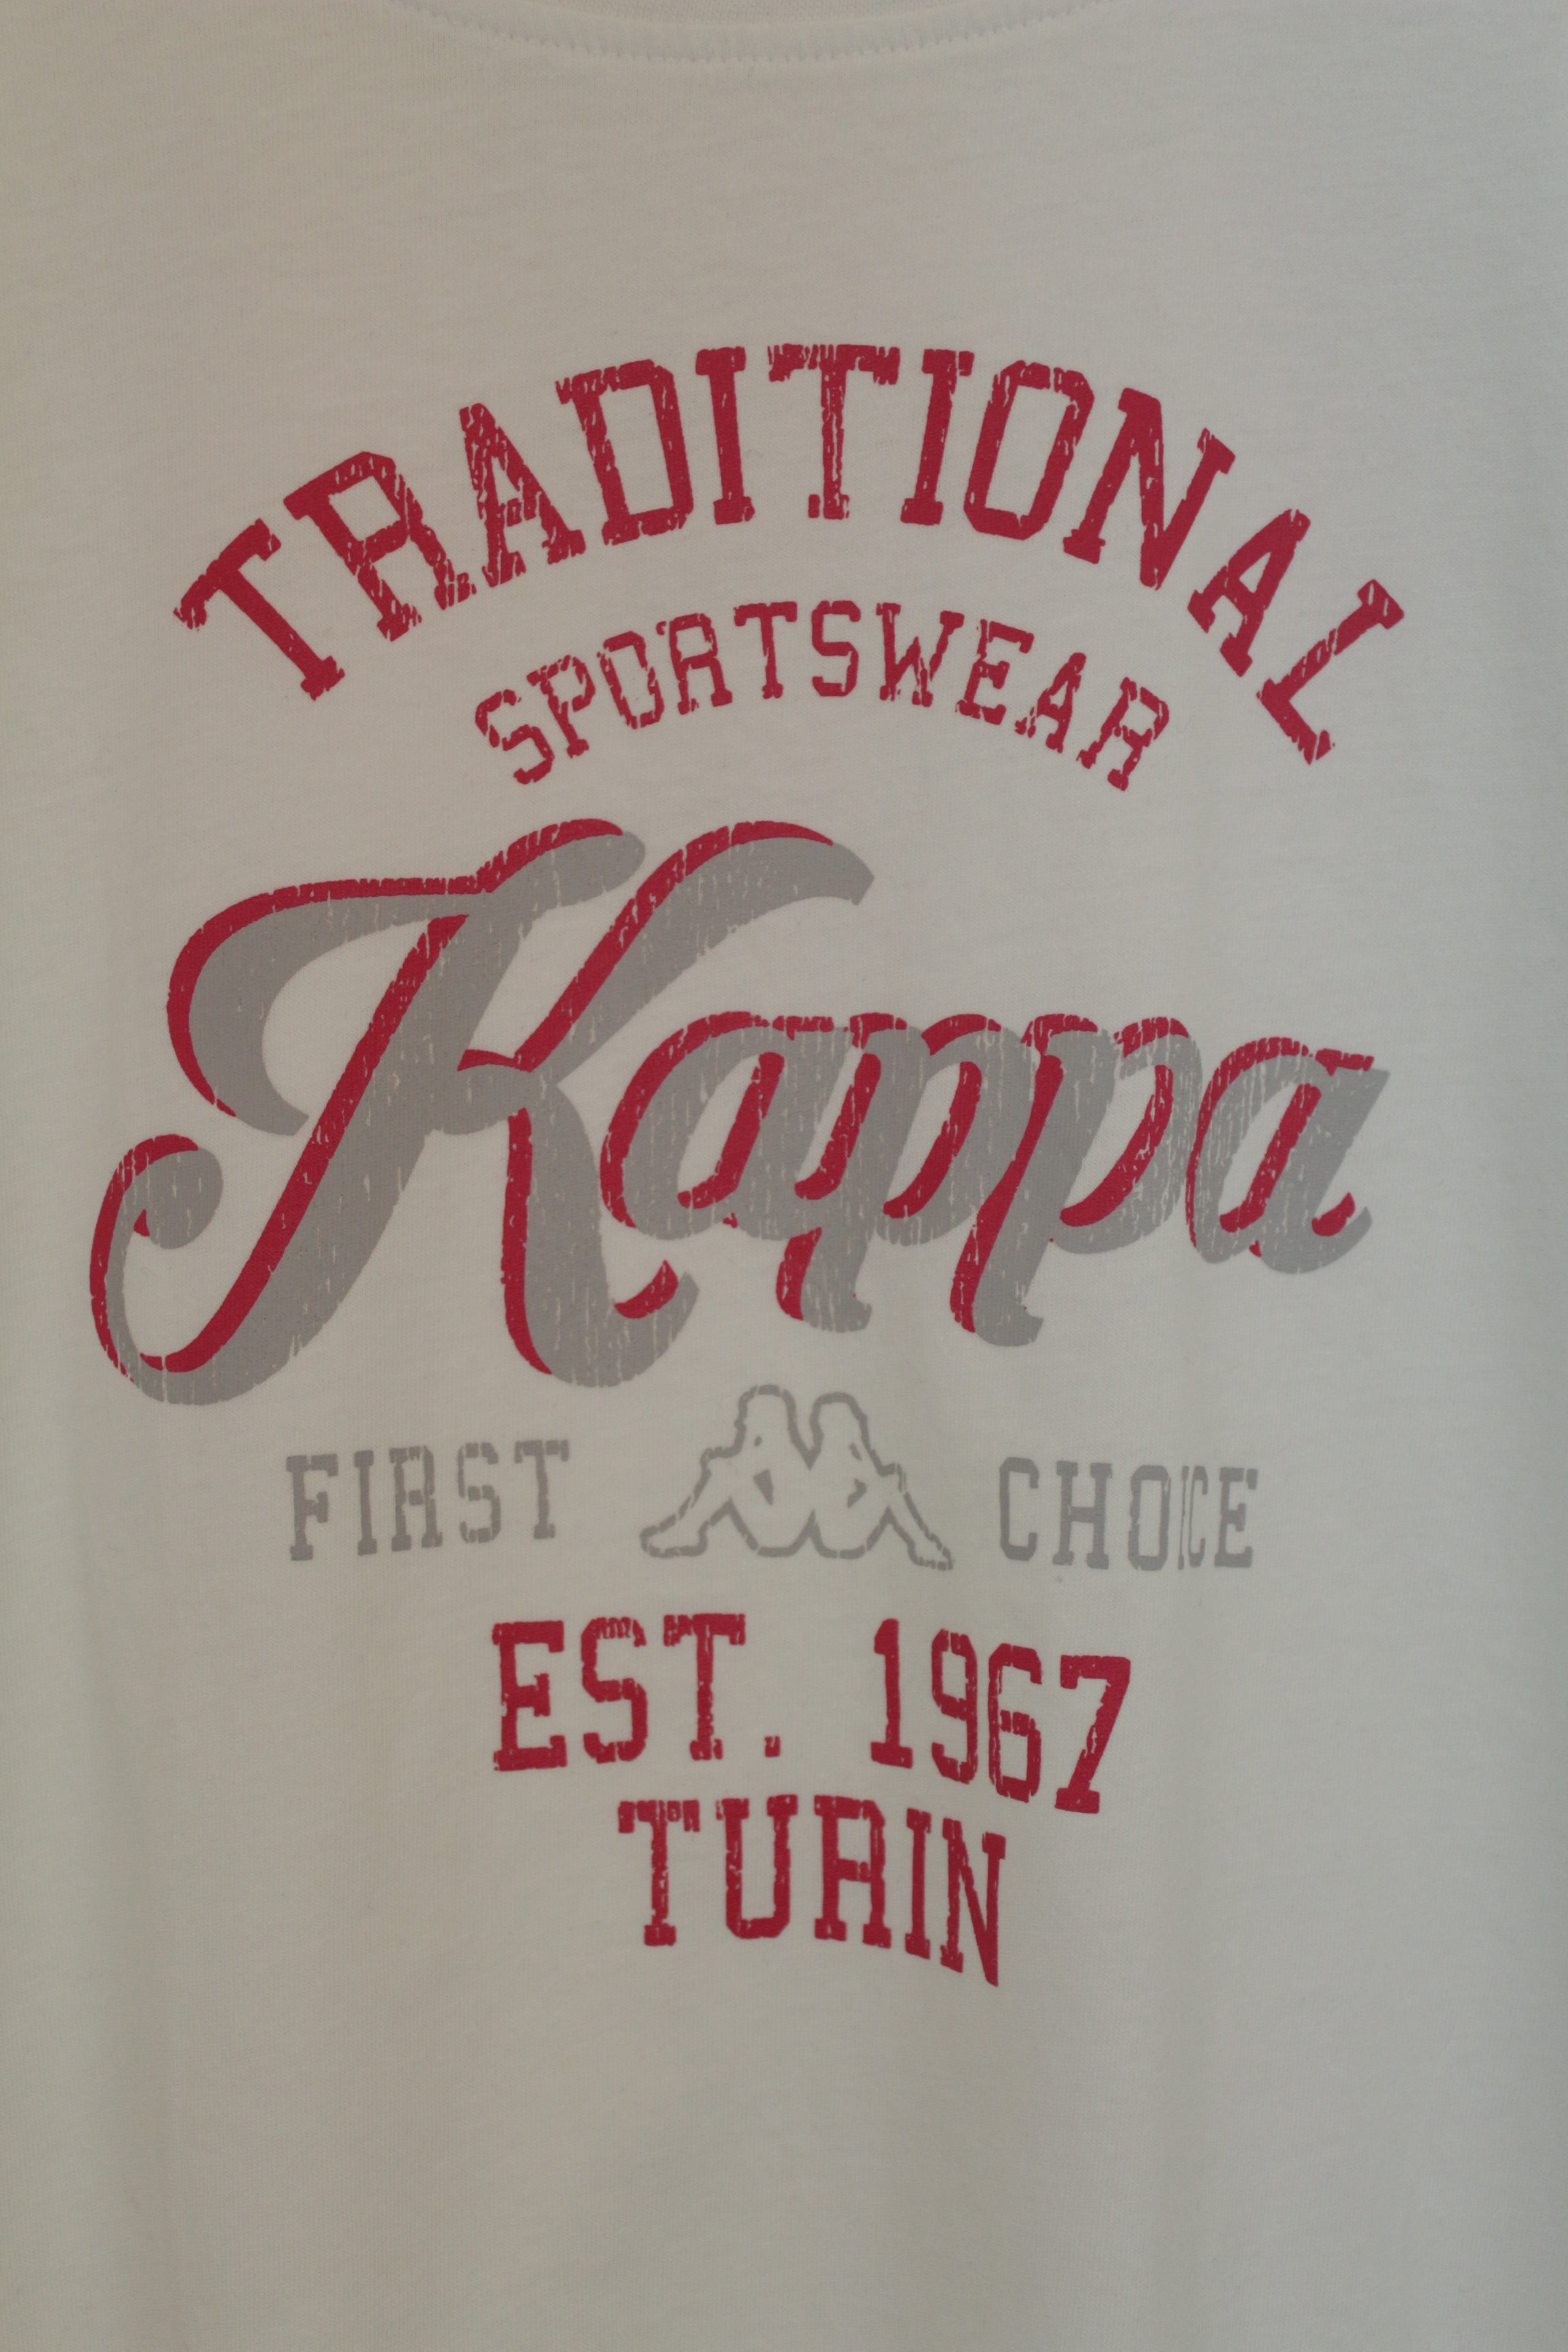 TRADITIONAL
SPORTSWEAR
Kappa
FIRST CHOICE
EST. 1967
TURIN